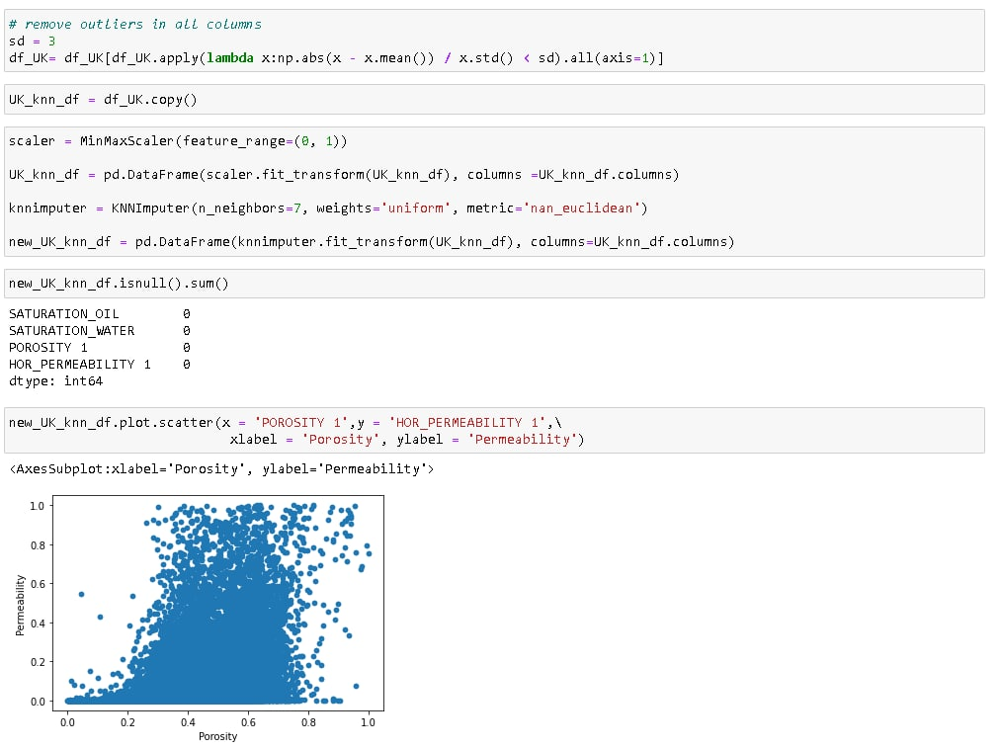 # remove outliers in all columns
sd = 3
df_UK= df_UK[df_UK.apply(lambda x:np.abs(x - x.mean()) / x.std() < sd).all(axis=1)]
UK_knn_df = df_UK.copy()
scaler = MinMaxScaler(feature_range=(0, 1))
UK_knn_df = pd.DataFrame(scaler.fit_transform(UK_knn_df), columns =UK_knn_df.columns)
knnimputer = KNNImputer(n_neighbors=7, weights='uniform', metric='nan_euclidean')
new_UK_knn_df = pd.DataFrame(knnimputer.fit_transform(UK_knn_df), columns=UK_knn_df.columns)
new_UK_knn_df.isnull().sum()
SATURATION_OIL 0
SATURATION_WATER 0
POROSITY 1 0
HOR_PERMEABILITY 1 0
dtype: int64
new_UK_knn_df.plot.scatter(x = 'POROSITY 1',y = 'HOR_PERMEABILITY 1',\
xlabel = 'Porosity', ylabel = 'Permeability')
<AxesSubplot:xlabel='Porosity', ylabel='Permeability'>
1.0
0.8
0.6
0.4
0.2
0.0
Permeability
0.0 0.2 0.4 0.6 0.8 1.0
Porosity